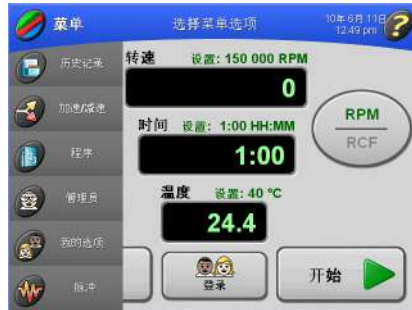 菜单
选择菜单选项
10年6月11日
12:49 pm
历史记录
加速/减速
程序
管理员
我的选项
脉冲
转速 设置: 150 000 RPM
0
时间 设置: 1:00 HH:MM
1:00
温度 设置: 40 °C
24.4
RPM
RCF
登录
开始